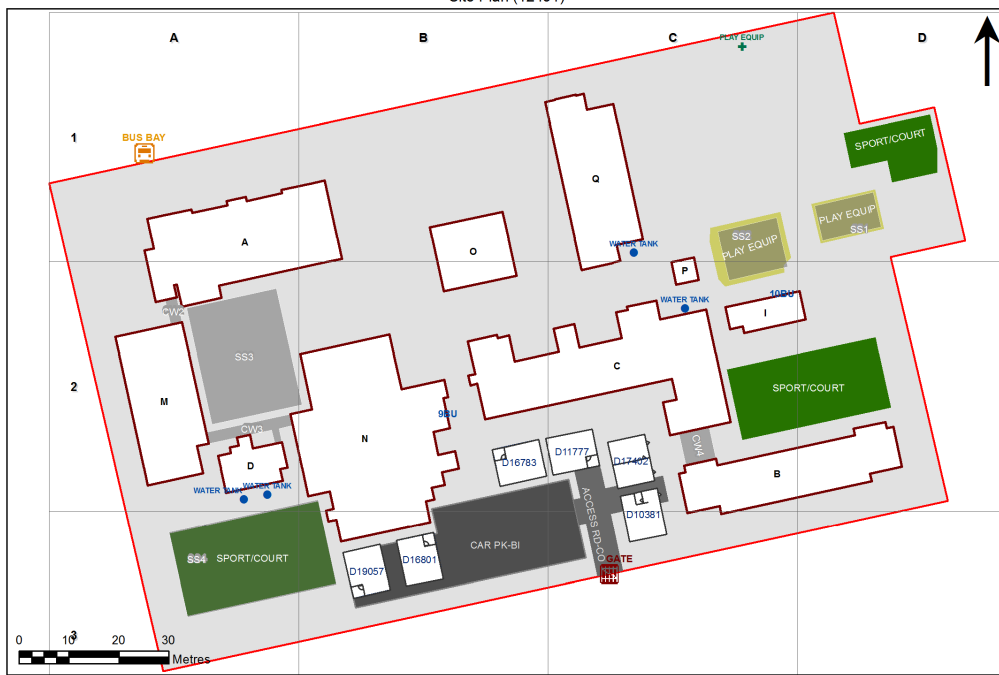 A
B
C
D
PLAY EQUIP
1
BUS BAY
SPORT/COURT
Q
PLAY EQUIP
SS1
SS2
PLAY EQUIP
A
O
WATER TANK
P
10BU
WATER TANK
I
CW2
SS3
C
2
M
SPORT/COURT
9BU
CW3
N
D
D16783
D11777
D17402
CW4
B
WATER TANK
WATER TANK
D10381
ACCESS RD-CO
CAR PK-BI
SS4
SPORT/COURT
D19057
D16801
GATE
3
0
10
20
30
Metres